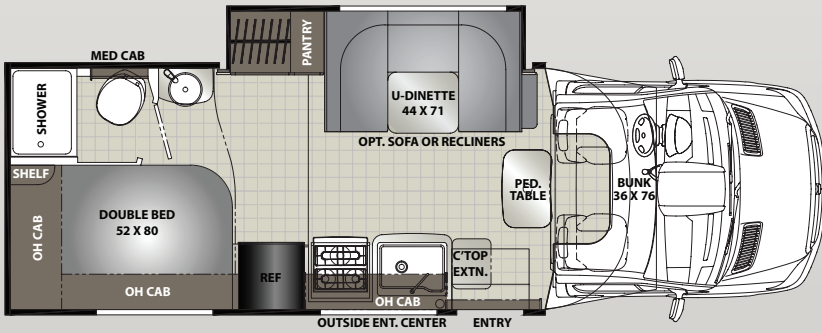 MED CAB
PANTRY
SHOWER
U-DINETTE
44 X 71
OPT. SOFA OR RECLINERS
SHELF
PED.
TABLE
BUNK
36 X 76
DOUBLE BED
52 X 80
OH CAB
C'TOP
EXTN.
REF
OH CAB
OH CAB
OUTSIDE ENT. CENTER
ENTRY